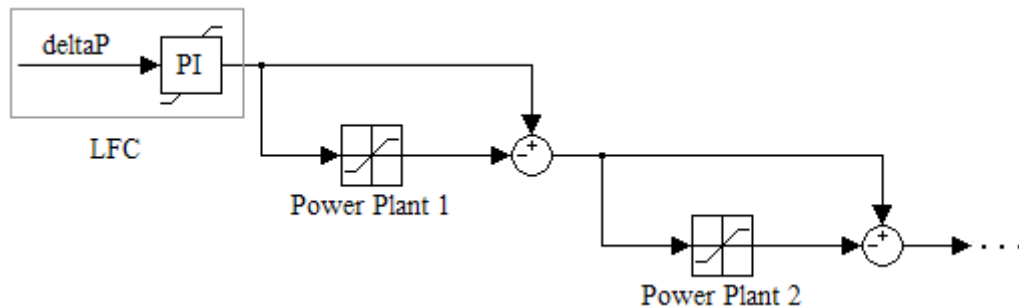 deltaP
PI
LFC
+
−
Power Plant 1
+
−
. . .
Power Plant 2